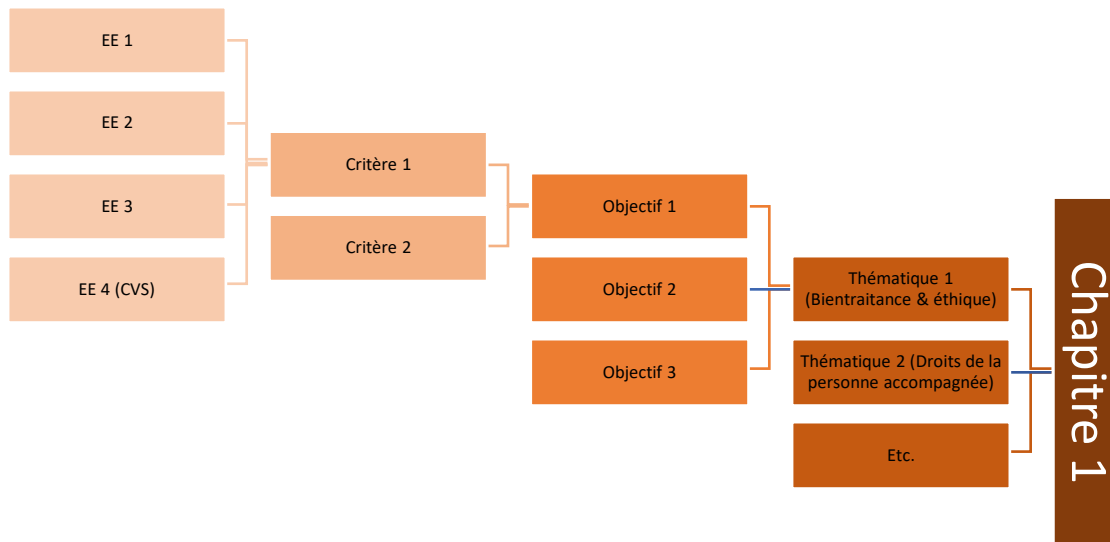 EE 1
EE 2
EE 3
EE 4 (CVS)
Critère 1
Critère 2
Objectif 1
Objectif 2
Objectif 3
Thématique 1
(Bientraitance & éthique)
Thématique 2 (Droits de la
personne accompagnée)
Etc.
Chapitre 1